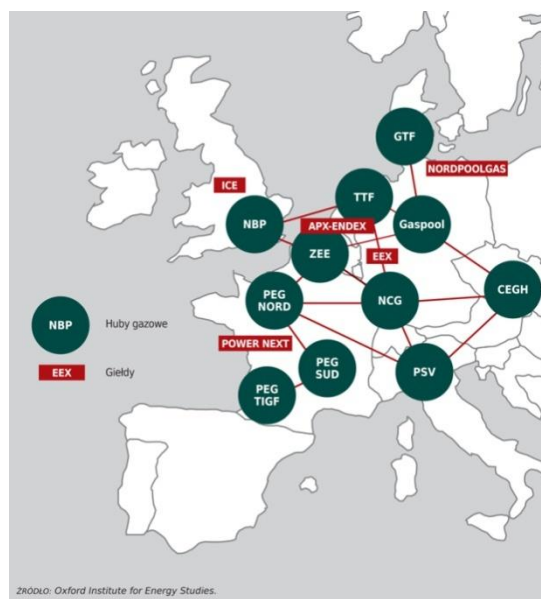 GTF
NORDPOOLGAS
TTF
ICE
NBP
APX-ENDEX
Gaspool
ZEE
EEX
PEG
NORD
NCG
CEGH
NBP
Huby gazowe
POWER NEXT
EEX
Giełdy
PEG
SUD
PSV
PEG
TIGF
ŹRÓDŁO: Oxford Institute for Energy Studies.